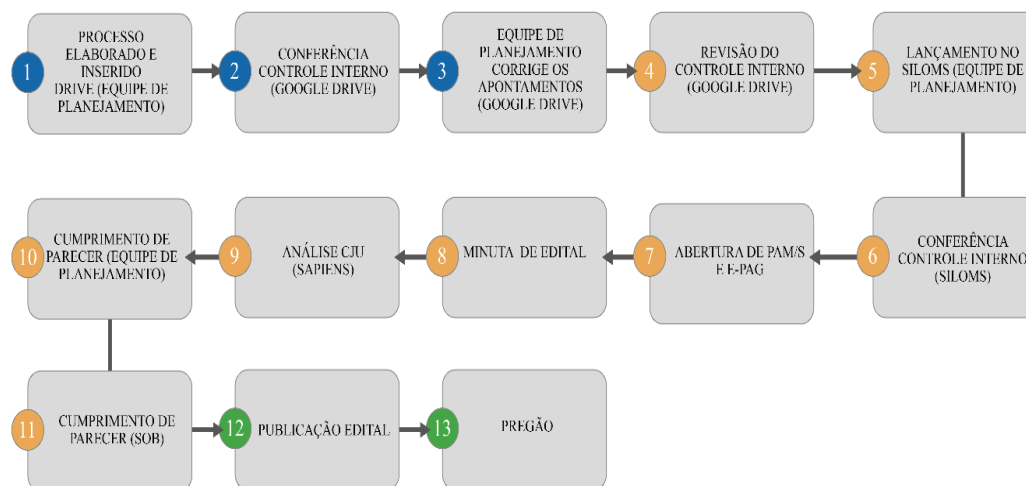 1
PROCESSO
ELABORADO E
INSERIDO
DRIVE (EQUIPE DE
PLANEJAMENTO)
2
CONFERÊNCIA
CONTROLE INTERNO
(GOOGLE DRIVE)
3
EQUIPE DE
PLANEJAMENTO
CORRIGE OS
APONTAMENTOS
(GOOGLE DRIVE)
4
REVISÃO DO
CONTROLE INTERNO
(GOOGLE DRIVE)
5
LANÇAMENTO NO
SILOMS (EQUIPE DE
PLANEJAMENTO)
10
CUMPRIMENTO DE
PARECER (EQUIPE DE
PLANEJAMENTO)
9
ANÁLISE CJU
(SAPIENS)
8
MINUTA DE EDITAL
7
ABERTURA DE PAM/S
E E-PAG
6
CONFERÊNCIA
CONTROLE INTERNO
(SILOMS)
11
CUMPRIMENTO DE
PARECER (SOB)
12
PUBLICAÇÃO EDITAL
13
PREGÃO